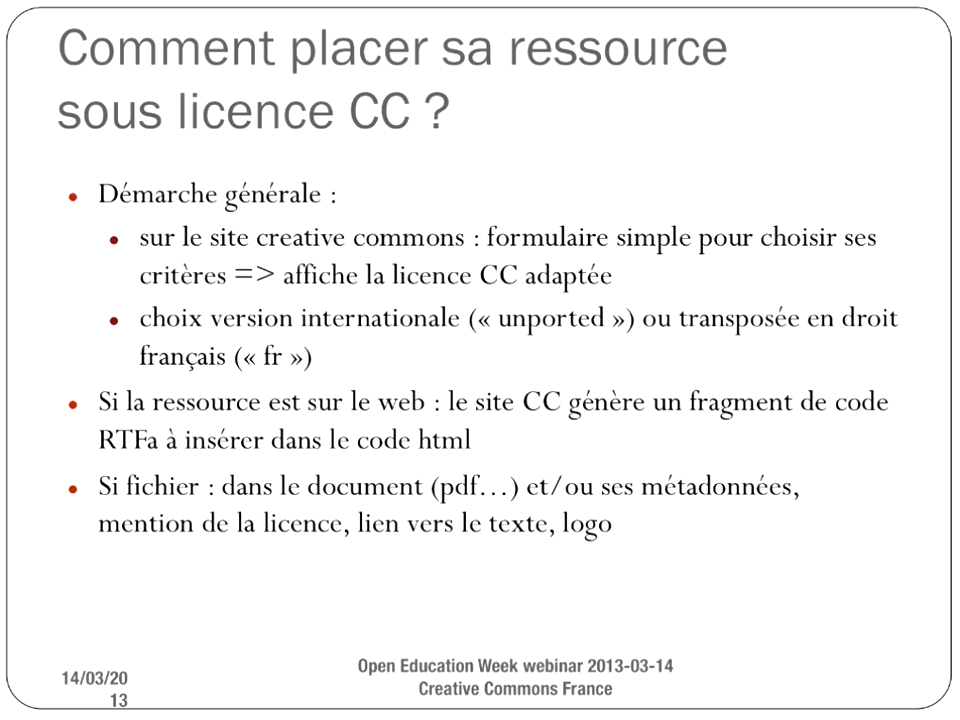 Comment placer sa ressource
sous licence CC ?
• Démarche générale :
• sur le site creative commons : formulaire simple pour choisir ses
critères => affiche la licence CC adaptée
• choix version internationale (« unported ») ou transposée en droit
français (« fr »)
• Si la ressource est sur le web : le site CC génère un fragment de code
RTFa à insérer dans le code html
• Si fichier : dans le document (pdf…) et/ou ses métadonnées,
mention de la licence, lien vers le texte, logo
14/03/20
13
Open Education Week webinar 2013-03-14
Creative Commons France